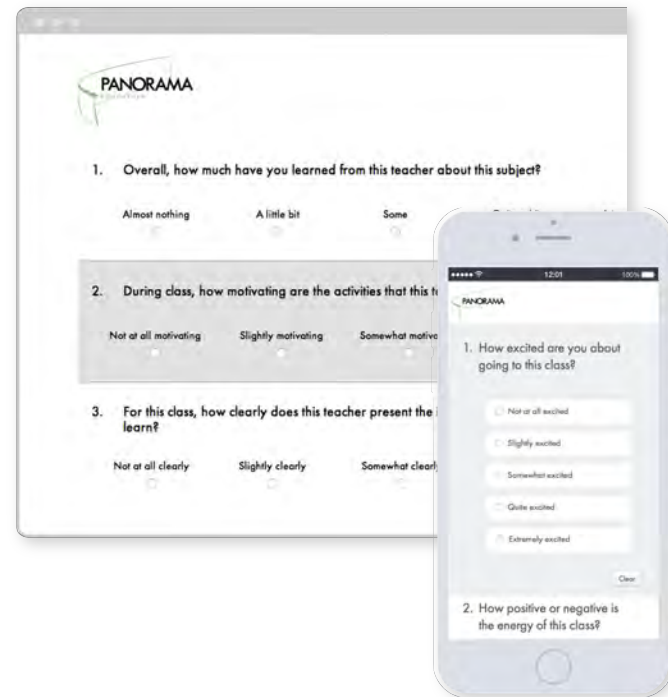 PANORAMA
1. Overall, how much have you learned from this teacher about this subject?
Almost nothing A little bit Some
2. During class, how motivating are the activities that this
Not at all motivating Slightly motivating Somewhat
3. For this class, how clearly does this teacher present the
learn?
Not at all clearly Slightly clearly Somewhat
12:01 100%
PANORAMA
1. How excited are you about
going to this class?
Not at all excited
Slightly excited
Somewhat excited
Quite excited
Extremely excited
Clear
2. How positive or negative is
the energy of this class?